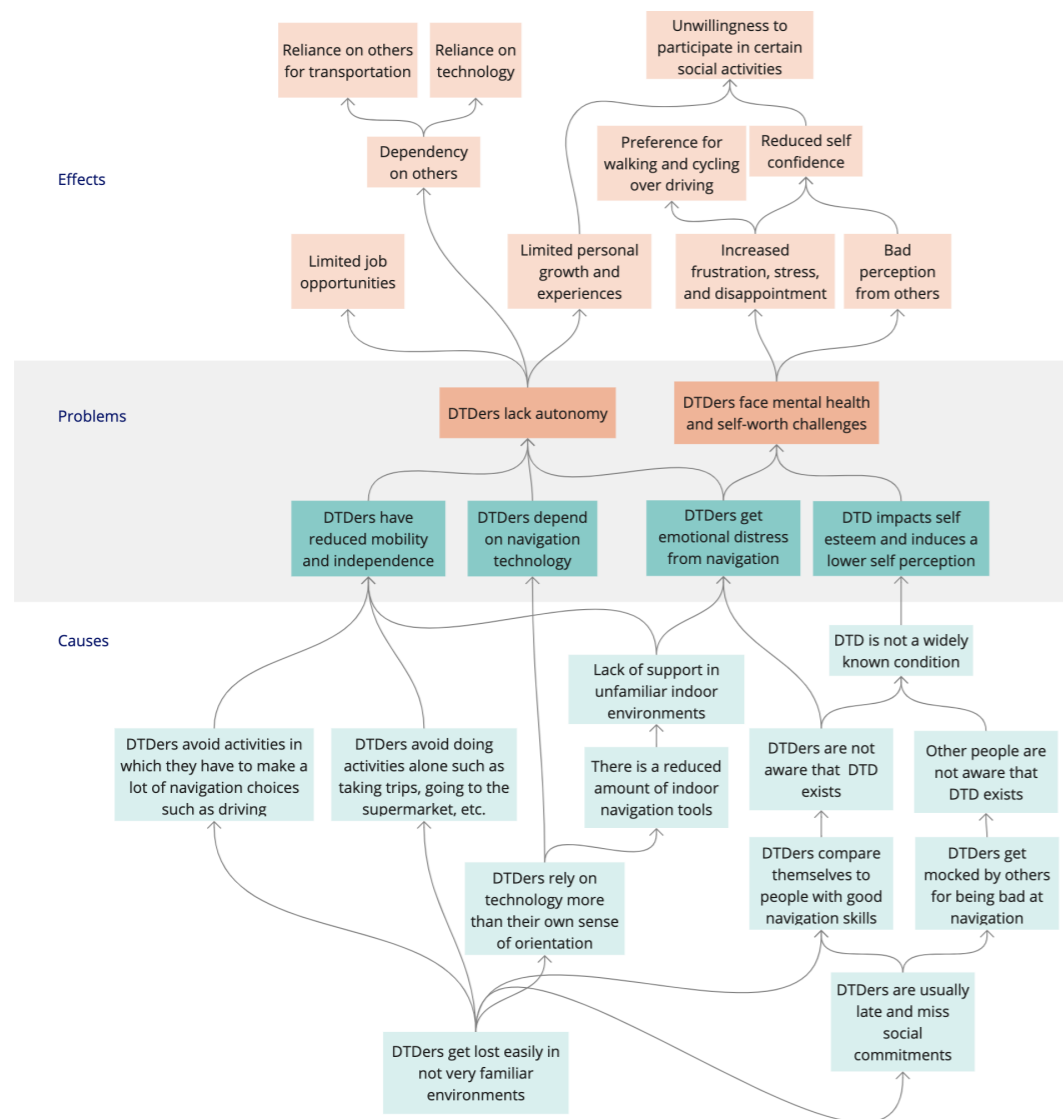 Unwillingness to
participate in certain
social activities
Reliance on others
for transportation
Reliance on
technology
Preference for
walking and cycling
over driving
Reduced self
confidence
Dependency
on others
Effects
Limited job
opportunities
Limited personal
growth and
experiences
Increased
frustration, stress,
and disappointment
Bad
perception
from others
Problems
DTDers lack autonomy
DTDers face mental health
and self-worth challenges
DTDers have
reduced mobility
and independence
DTDers depend
on navigation
technology
DTDers get
emotional distress
from navigation
DTD impacts self
esteem and induces a
lower self perception
Causes
DTD is not a widely
known condition
Lack of support in
unfamiliar indoor
environments
DTDers avoid activities in
which they have to make a
lot of navigation choices
such as driving
DTDers avoid doing
activities alone such as
taking trips, going to the
supermarket, etc.
There is a reduced
amount of indoor
navigation tools
DTDers are not
aware that DTD
exists
Other people are
not aware that
DTD exists
DTDers rely on
technology more
than their own sense
of orientation
DTDers compare
themselves to
people with good
navigation skills
DTDers get
mocked by others
for being bad at
navigation
DTDers get lost easily in
not very familiar
environments
DTDers are usually
late and miss
social
commitments